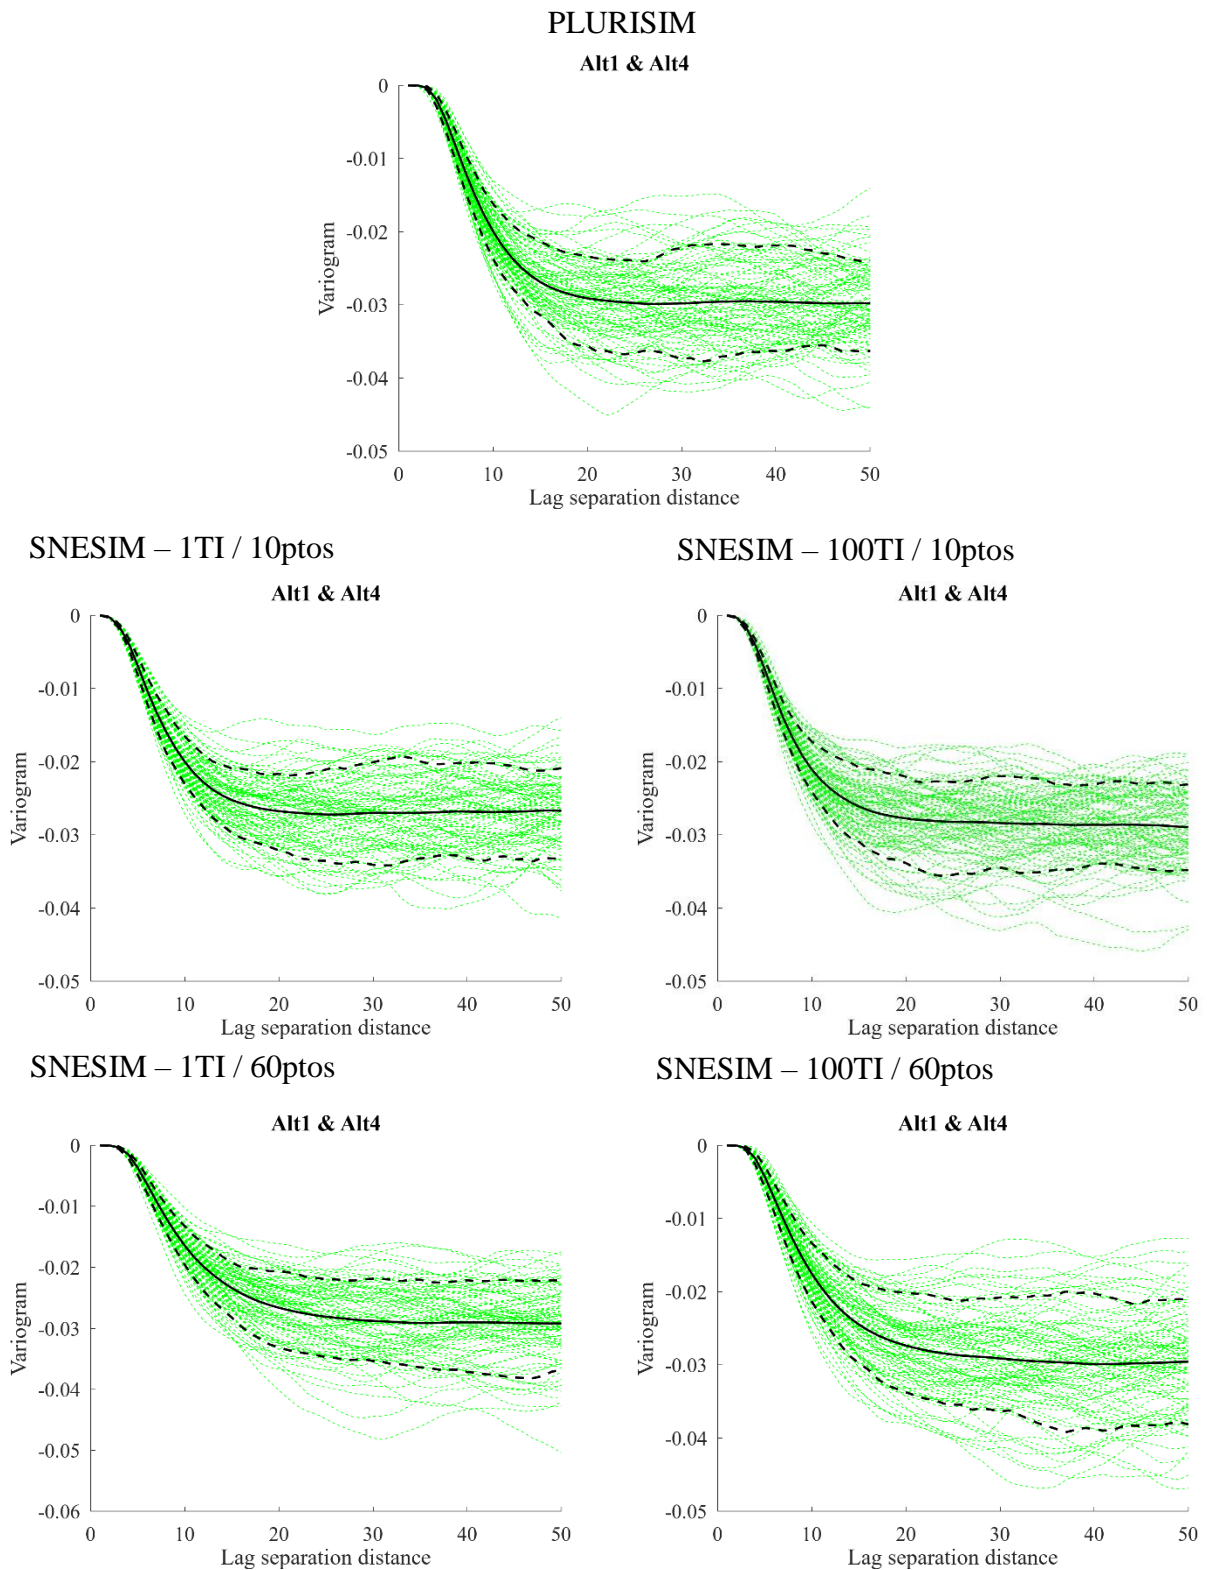 PLURISIM
Alt1 & Alt4
0
-0.01
-0.02
-0.03
-0.04
-0.05
Variogram
0 10 20 30 40 50
Lag separation distance
SNESIM – 1TI / 10ptos
Alt1 & Alt4
0
-0.01
-0.02
-0.03
-0.04
-0.05
Variogram
0 10 20 30 40 50
Lag separation distance
SNESIM – 100TI / 10ptos
Alt1 & Alt4
0
-0.01
-0.02
-0.03
-0.04
-0.05
Variogram
0 10 20 30 40 50
Lag separation distance
SNESIM – 1TI / 60ptos
Alt1 & Alt4
0
-0.01
-0.02
-0.03
-0.04
-0.05
-0.06
Variogram
0 10 20 30 40 50
Lag separation distance
SNESIM – 100TI / 60ptos
Alt1 & Alt4
0
-0.01
-0.02
-0.03
-0.04
-0.05
Variogram
0 10 20 30 40 50
Lag separation distance